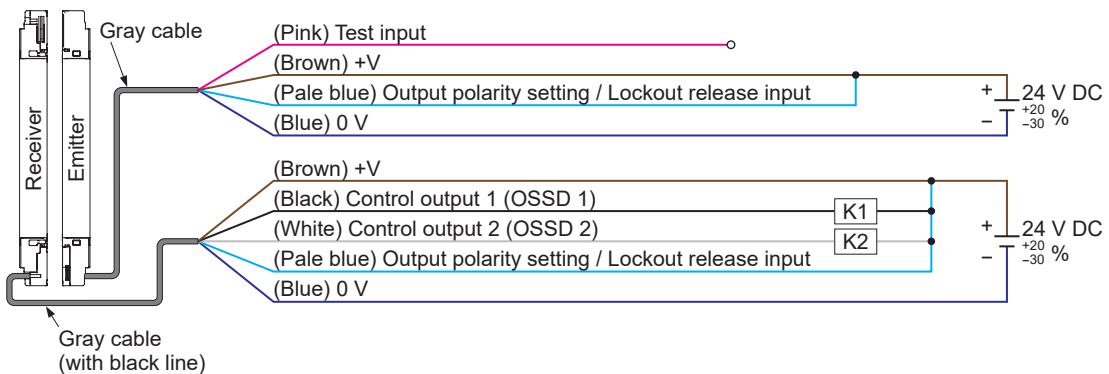 Gray cable
Receiver
Emitter
(Pink) Test input
(Brown) +V
(Pale blue) Output polarity setting / Lockout release input
(Blue) 0 V
+
−
24 V DC
+20
−30 %
(Brown) +V
(Black) Control output 1 (OSSD 1)
K1
(White) Control output 2 (OSSD 2)
K2
(Pale blue) Output polarity setting / Lockout release input
(Blue) 0 V
+
−
24 V DC
+20
−30 %
Gray cable
(with black line)